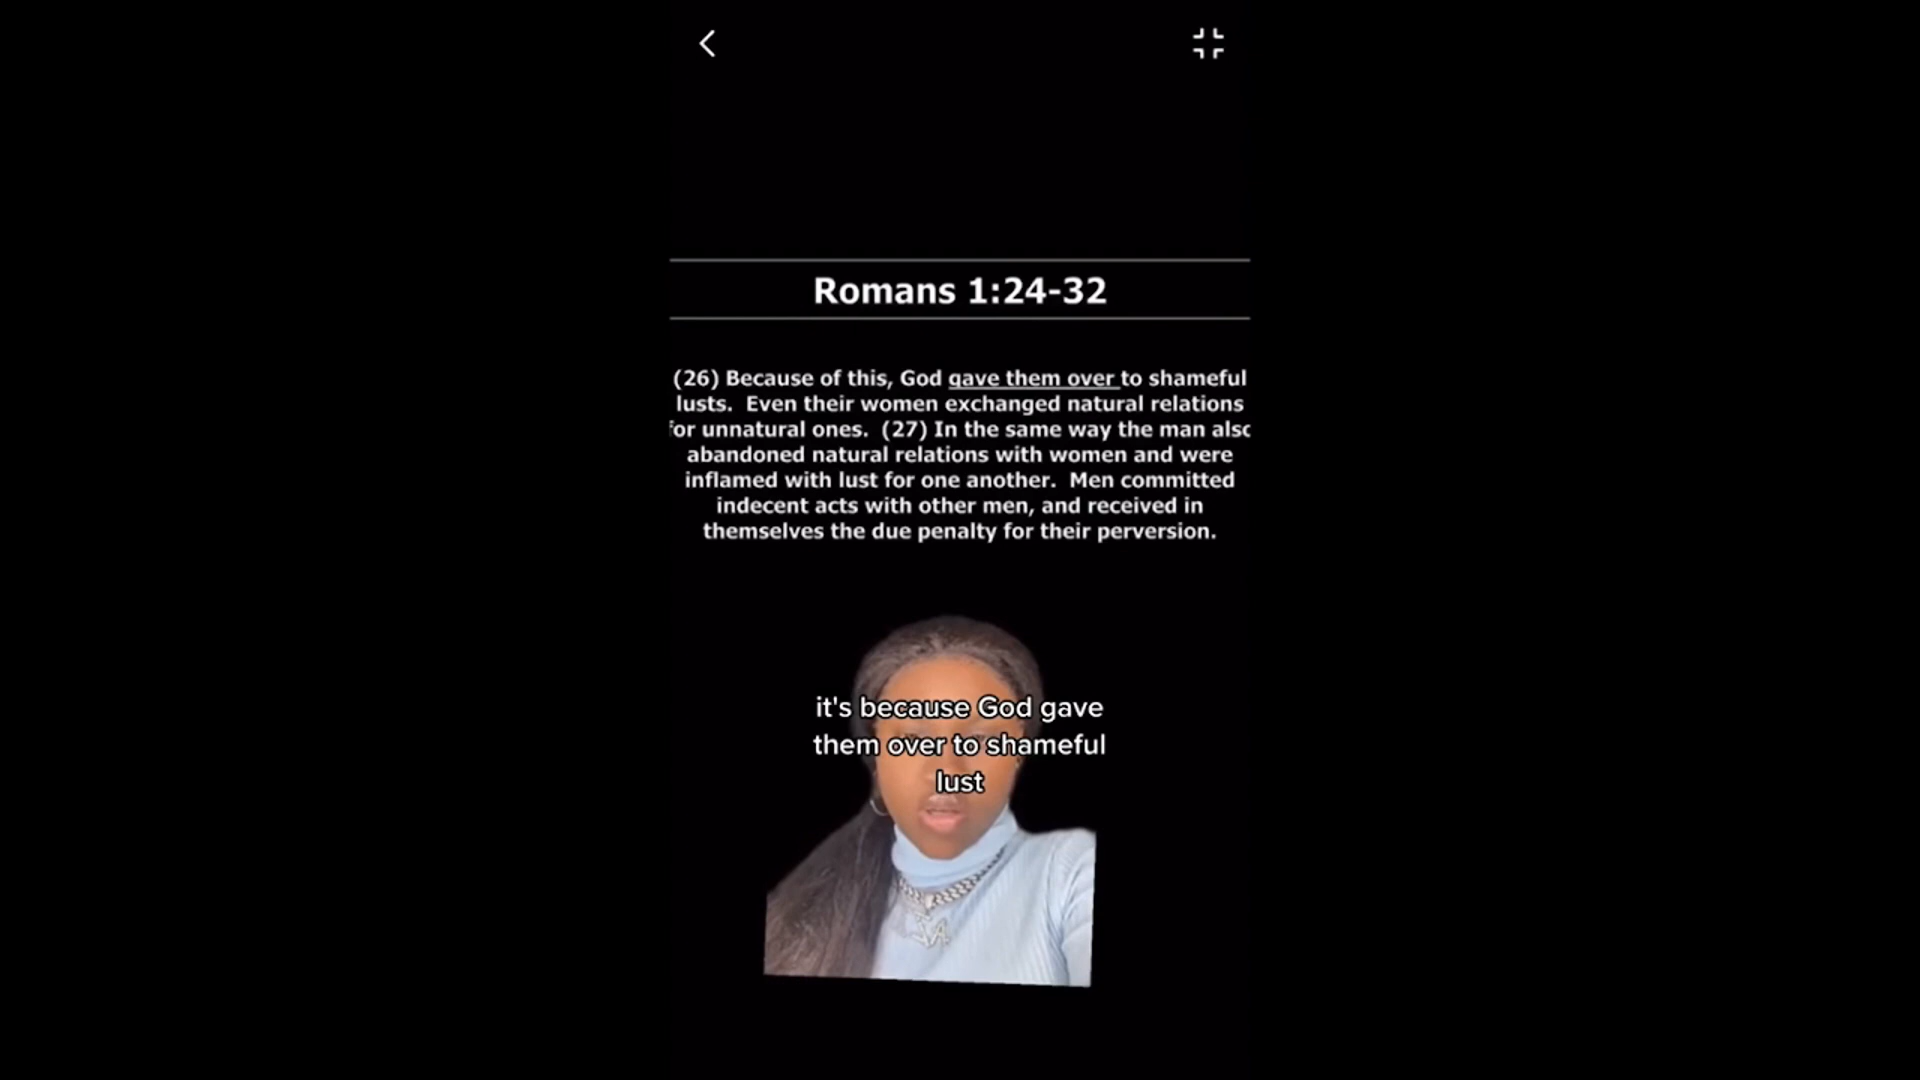 Romans 1:24-32
(26) Because of this, God gave them over to shameful
lusts. Even their women exchanged natural relations
for unnatural ones. (27) In the same way the man also
abandoned natural relations with women and were
inflamed with lust for one another. Men committed
indecent acts with other men, and received in
themselves the due penalty for their perversion.
it's because God gave
them over to shameful
lust